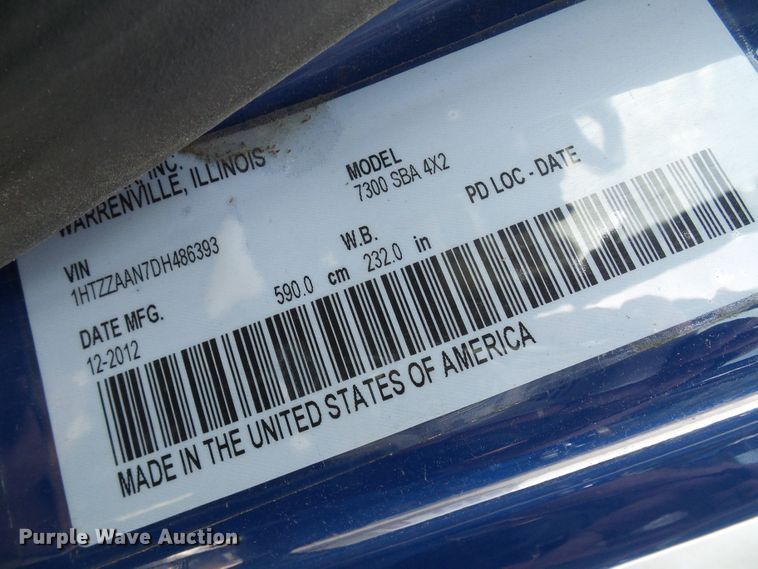 INC.
WARRENVILLE, ILLINOIS
MODEL
7300 SBA 4X2
PD LOC - DATE
VIN
1HTZZAAN7DH486393
W.B.
590.0 cm 232.0 in
DATE MFG.
12-2012
MADE IN THE UNITED STATES OF AMERICA
Purple Wave Auction